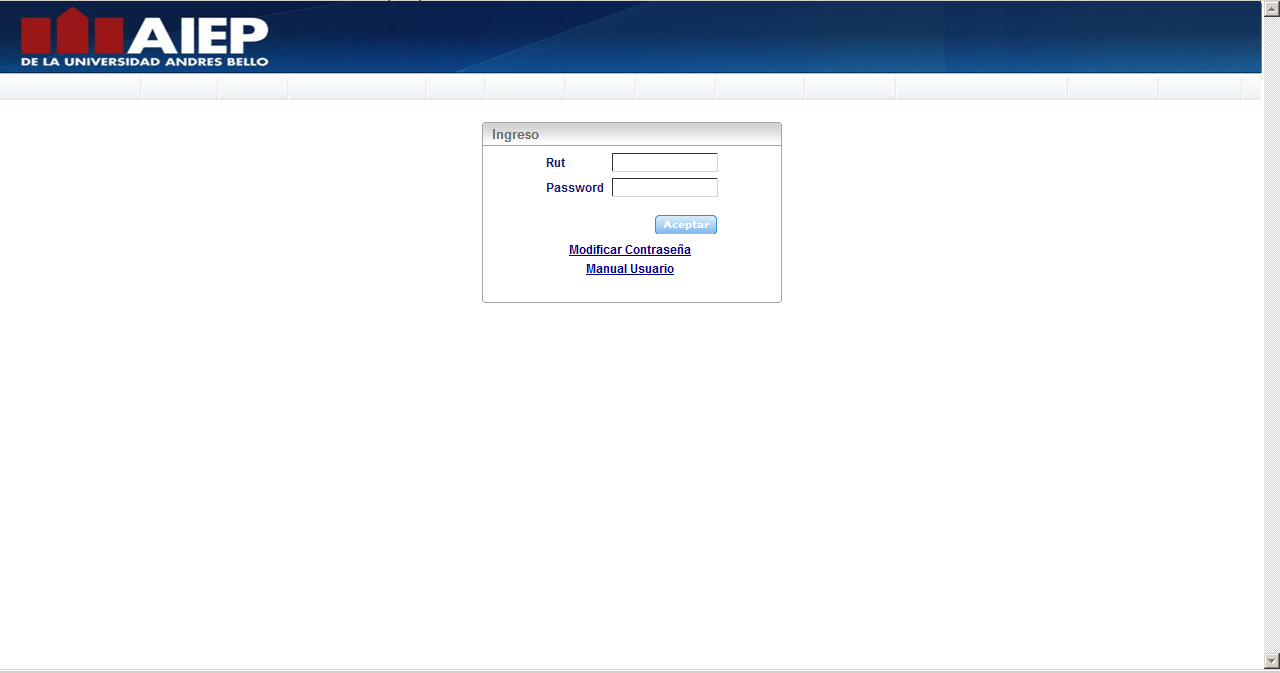 AIEP
DE LA UNIVERSIDAD ANDRES BELLO
Ingreso
Rut
Password
Aceptar
Modificar Contraseña
Manual Usuario